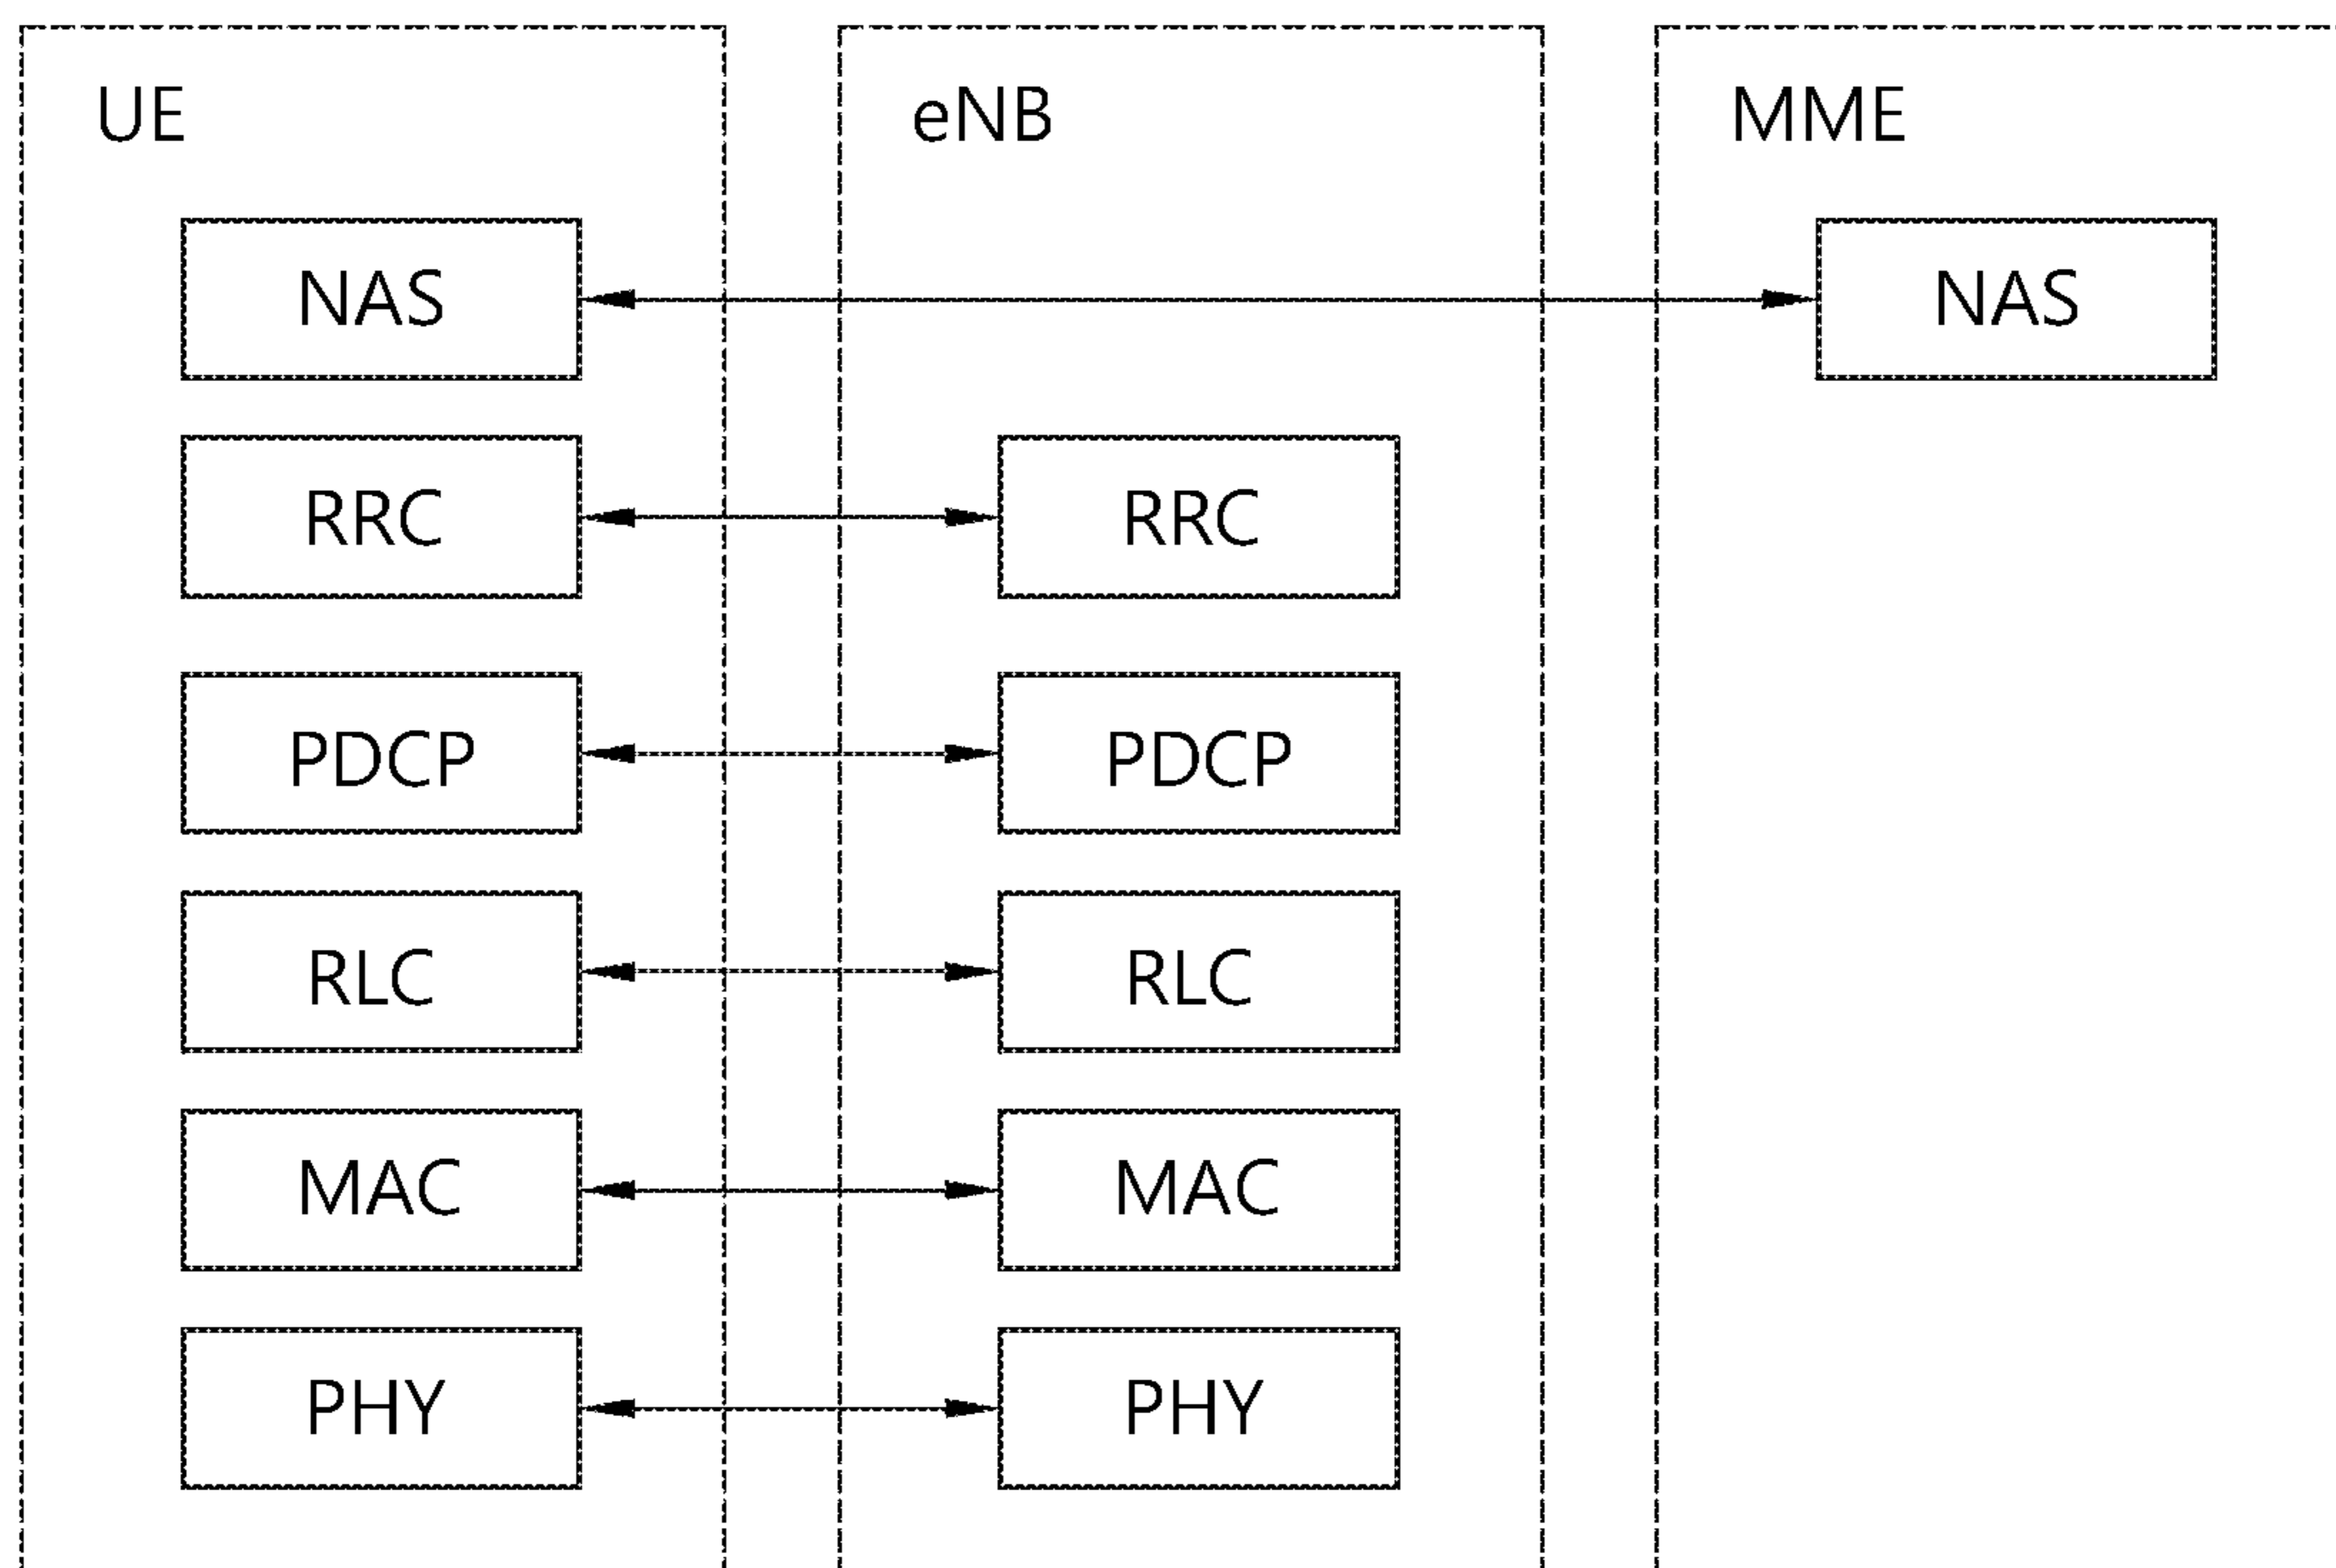 UE
eNB
MME
NAS
NAS
RRC
RRC
PDCP
PDCP
RLC
RLC
MAC
MAC
PHY
PHY